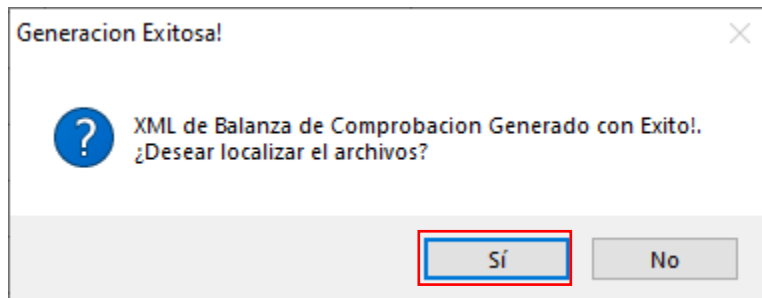 Generacion Exitosa!
XML de Balanza de Comprobacion Generado con Exito!.
¿Desear localizar el archivos?
Sí
No